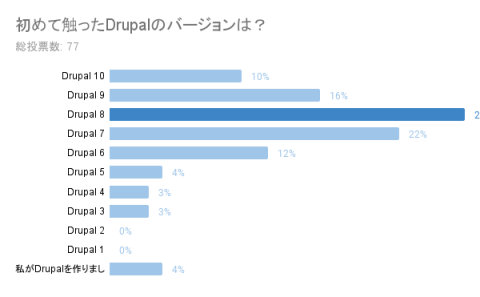 初めて触ったDrupalのバージョンは？
総投票数: 77
Drupal 10 10%
Drupal 9 16%
Drupal 8 2
Drupal 7 22%
Drupal 6 12%
Drupal 5 4%
Drupal 4 3%
Drupal 3 3%
Drupal 2 0%
Drupal 1 0%
私がDrupalを作りまし 4%